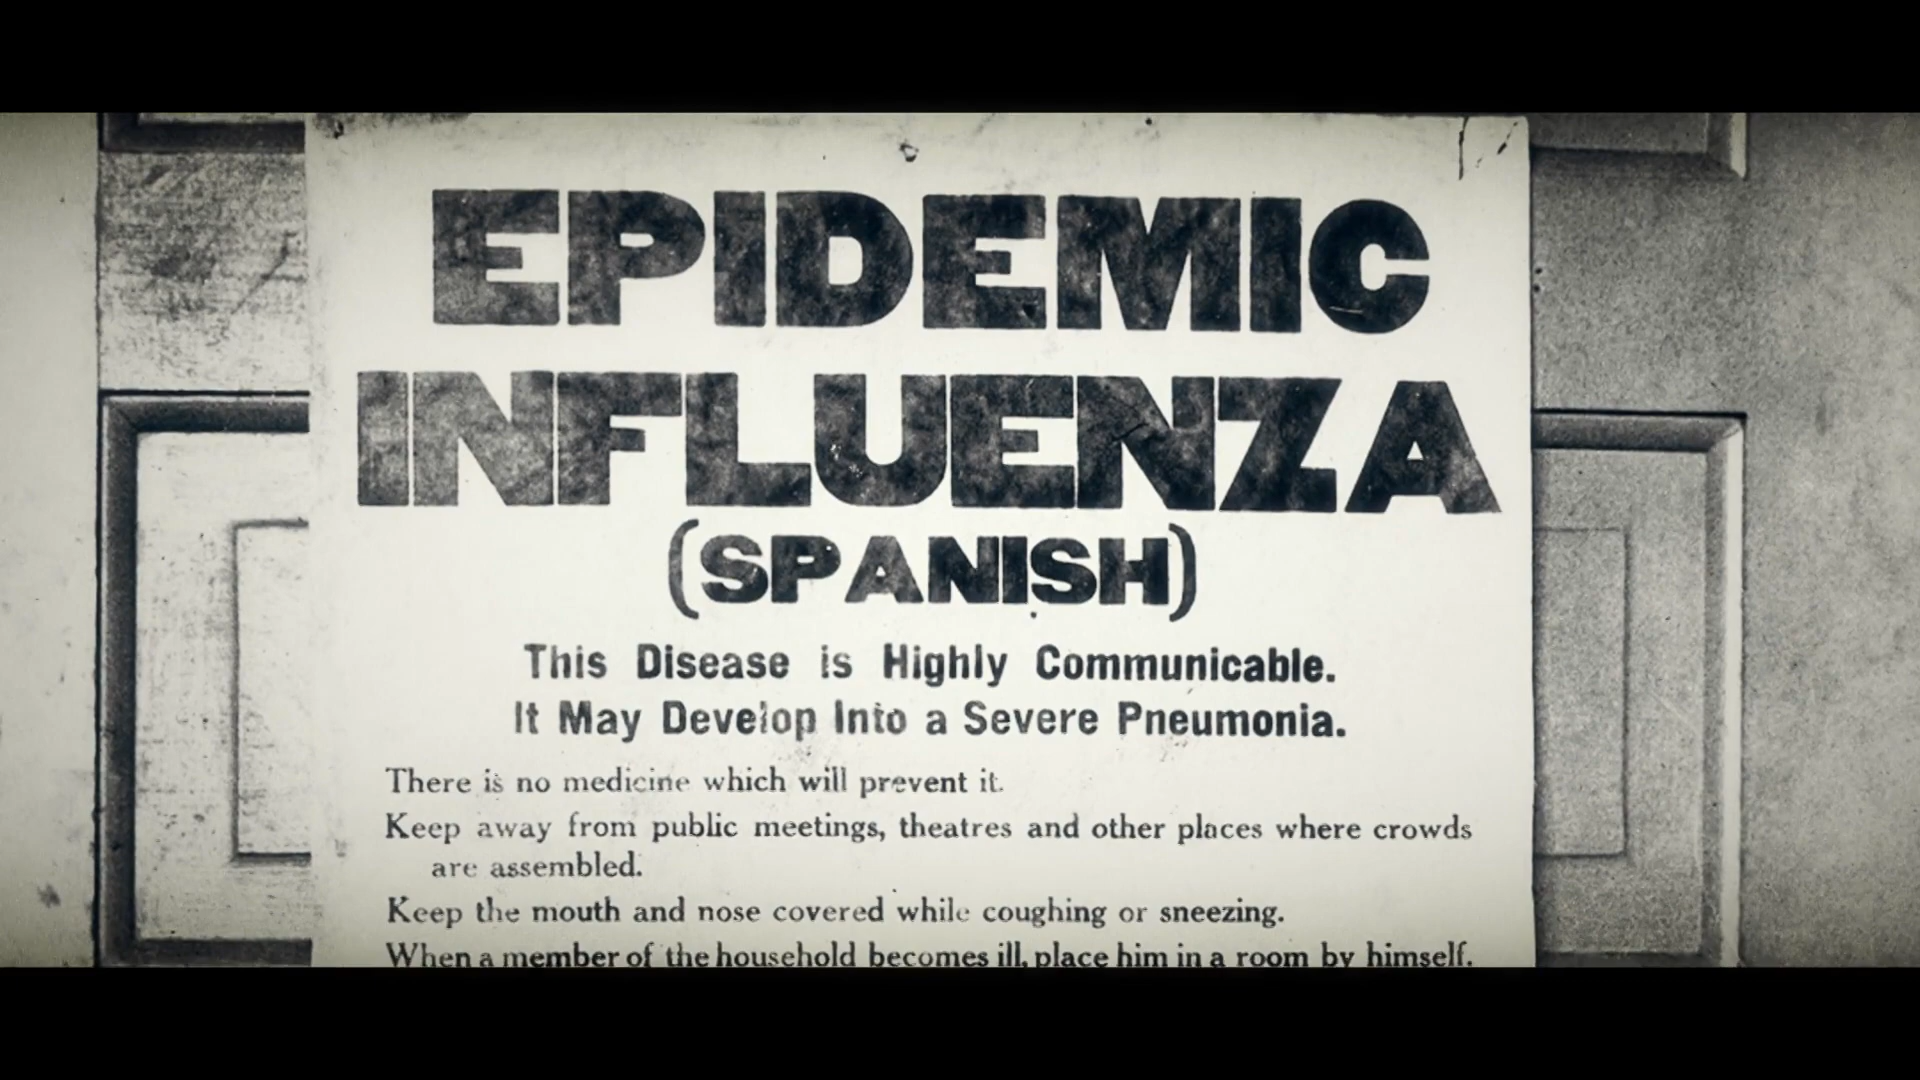 EPIDEMIC
INFLUENZA
(SPANISH)
This Disease is Highly Communicable.
It May Develop Into a Severe Pneumonia.
There is no medicine which will prevent it.
Keep away from public meetings, theatres and other places where crowds
are assembled.
Keep the mouth and nose covered while coughing or sneezing.
When a member of the household becomes ill, place him in a room by himself.